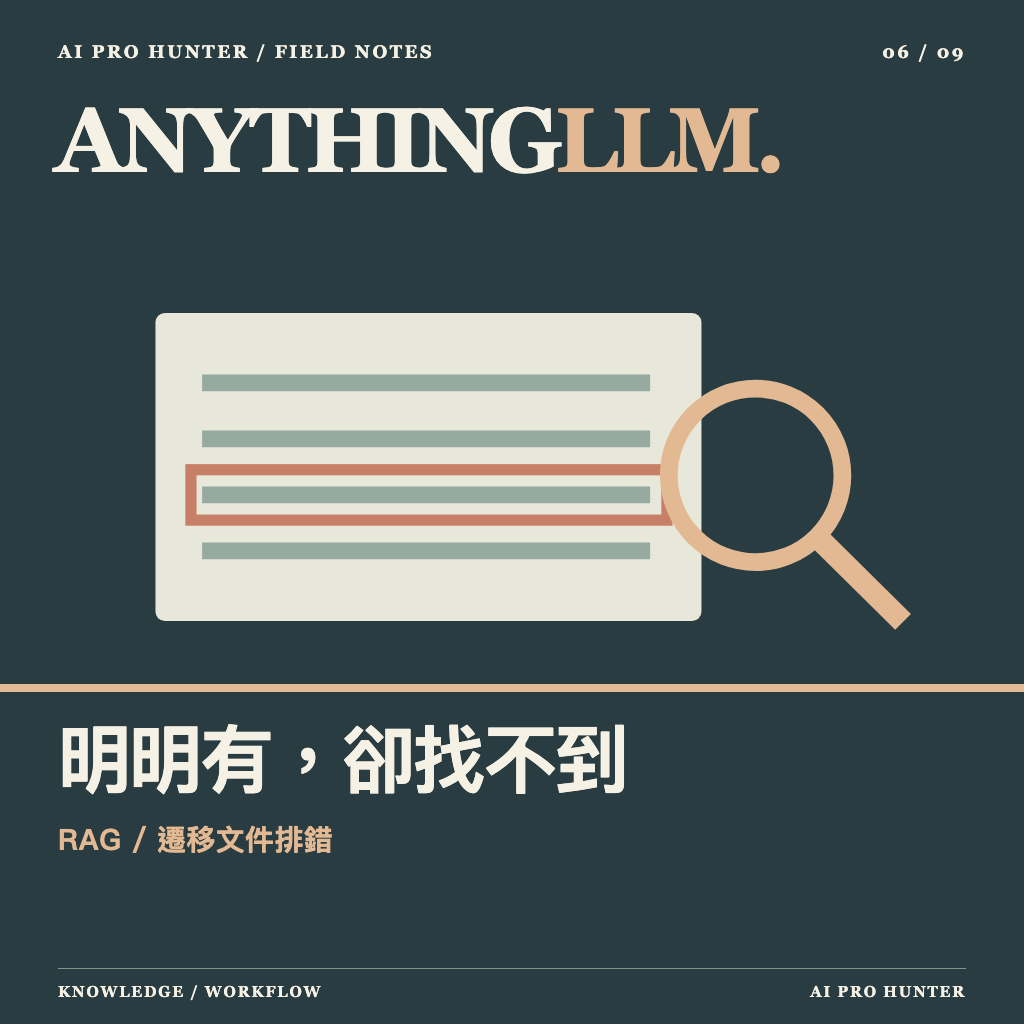 AI PRO HUNTER / FIELD NOTES
06 / 09
ANYTHINGLLM.
明明有，卻找不到
RAG / 遷移文件排錯
KNOWLEDGE / WORKFLOW
AI PRO HUNTER